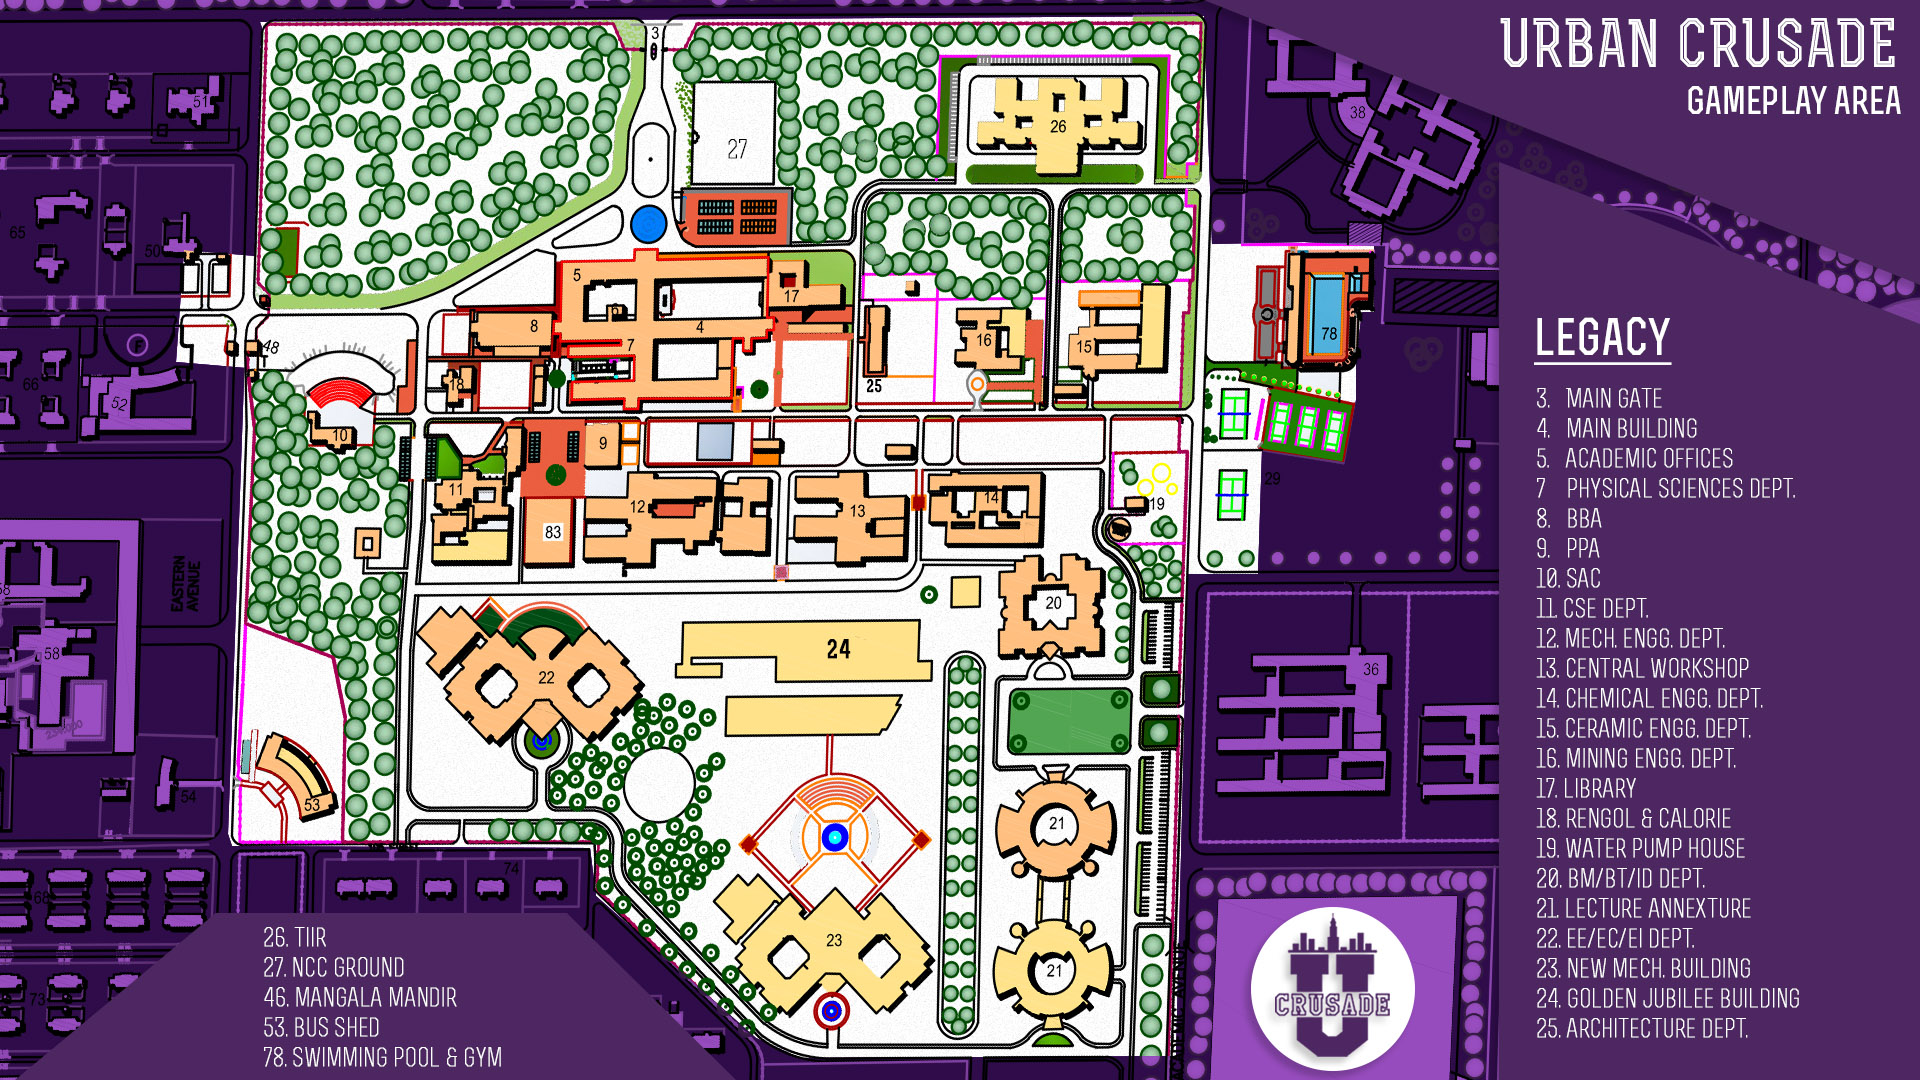 URBAN CRUSADE
GAMEPLAY AREA
3
51
38
26
27
50
65
5
17
6
8
4
7
78
48
16
15
F
66
18
25
52
10
9
29
11
14
19
12
13
83
EASTERN
AVENUE
58
20
58
24
22
36
54
53
21
74
68
23
21
73
ACADEMIC AVENUE
CRUSADE
LEGACY
3. MAIN GATE
4. MAIN BUILDING
5. ACADEMIC OFFICES
7 PHYSICAL SCIENCES DEPT.
8. BBA
9. PPA
10. SAC
11. CSE DEPT.
12. MECH. ENGG. DEPT.
13. CENTRAL WORKSHOP
14. CHEMICAL ENGG. DEPT.
15. CERAMIC ENGG. DEPT.
16. MINING ENGG. DEPT.
17. LIBRARY
18. RENGOL & CALORIE
19. WATER PUMP HOUSE
20. BM/BT/ID DEPT.
21. LECTURE ANNEXTURE
22. EE/EC/EI DEPT.
23. NEW MECH. BUILDING
24. GOLDEN JUBILEE BUILDING
25. ARCHITECTURE DEPT.
26. TIIR
27. NCC GROUND
46. MANGALA MANDIR
53. BUS SHED
78. SWIMMING POOL & GYM